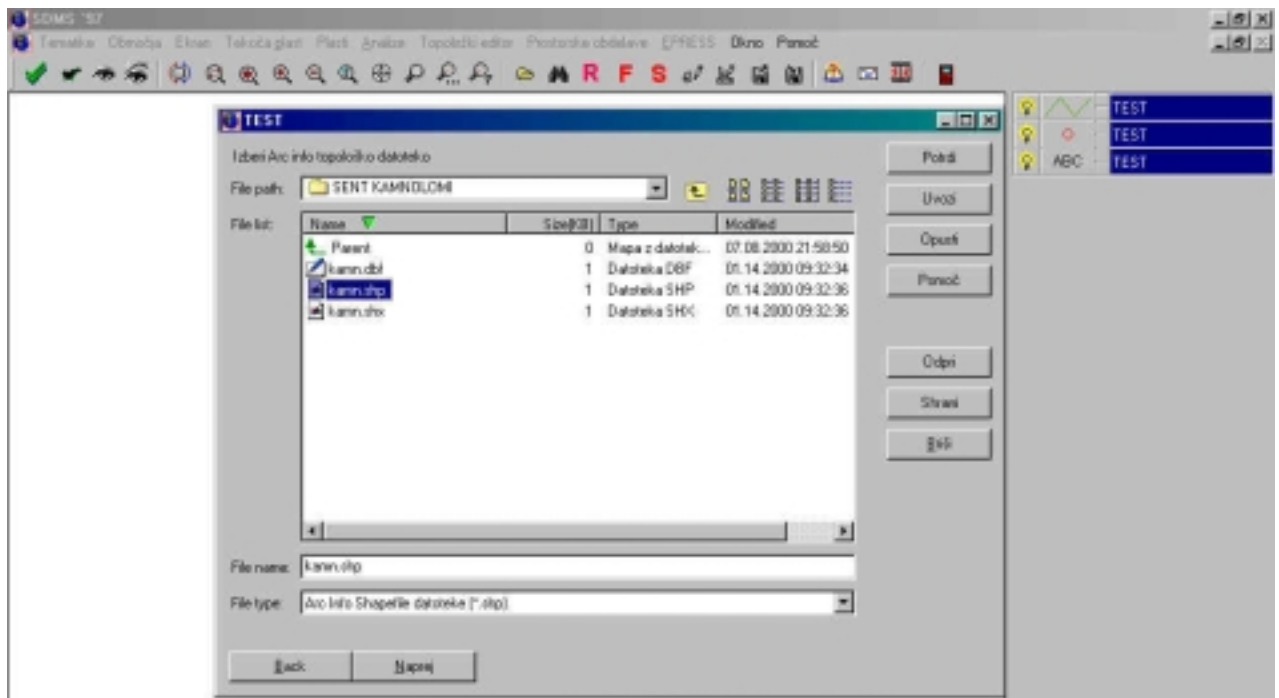 SDMS '97
Tematike Območja Ekran Tekoča plast Plasti Analize Topološki editor Prostorske obdelave EPRESS Okno Pomoč
R F S
TEST
Izberi Arc info topološko datoteko
File path: SENT KAMNOLOMI
File list:
Name Size[KB] Type Modified
Parent 0 Mapa z datotek... 07.08.2000 21:58:50
kamn.dbf 1 Datoteka DBF 01.14.2000 09:32:34
kamn.shp 1 Datoteka SHP 01.14.2000 09:32:36
kamn.shx 1 Datoteka SHX 01.14.2000 09:32:36
File name: kamn.shp
File type: Arc Info Shapefile datoteke (*.shp)
Back Naprej
Potrdi
Uvozi
Opusti
Pomoč
Odpri
Shrani
Briši
TEST
TEST
ABC TEST